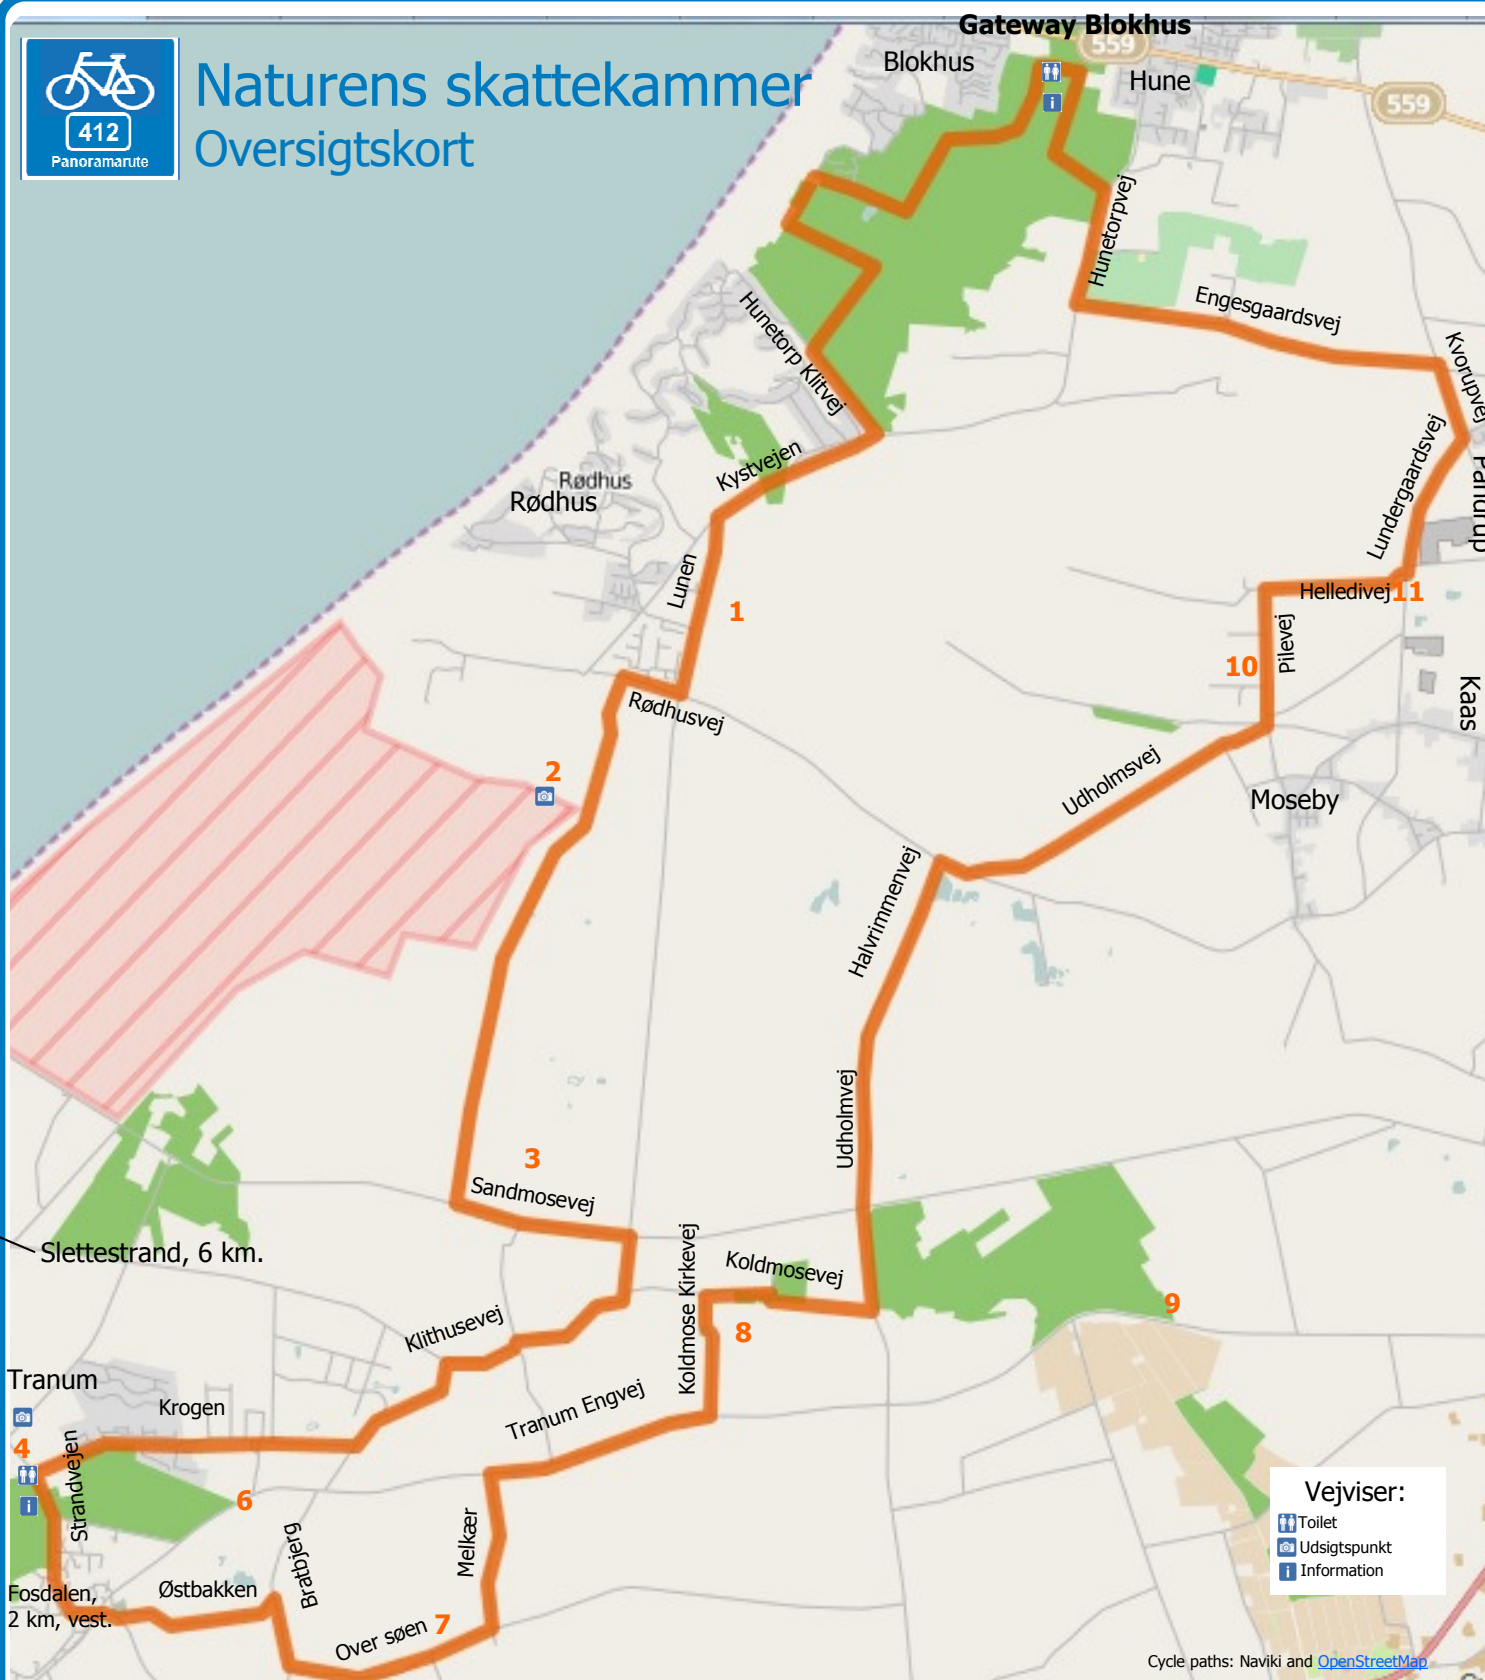 Gateway Blokhus
559
Blokhus
Hune
559
412
Panoramarute
Naturens skattekammer
Oversigtskort
Hunetorpvej
Engesgaardsvej
Kvorupvej
Hunetorp Klitvej
Lundergaardsvej
Kystvejen
Rødhus
Rødhus
Pandrup
Lunen
1
Helledivej
11
Pilevej
10
Kaas
Rødhusvej
2
Udholmsvej
Moseby
Halvrimmenvej
Udholmvej
3
Sandmosevej
Slettestrand, 6 km.
Koldmose Kirkevej
Koldmosevej
9
8
Klithusevej
Tranum
Krogen
Tranum Engvej
4
Strandvejen
6
Bratbjerg
Melkær
Østbakken
Fosdalen,
2 km, vest.
Over søen
7
Vejviser:
Toilet
Udsigtspunkt
Information
Cycle paths: Naviki and OpenStreetMap